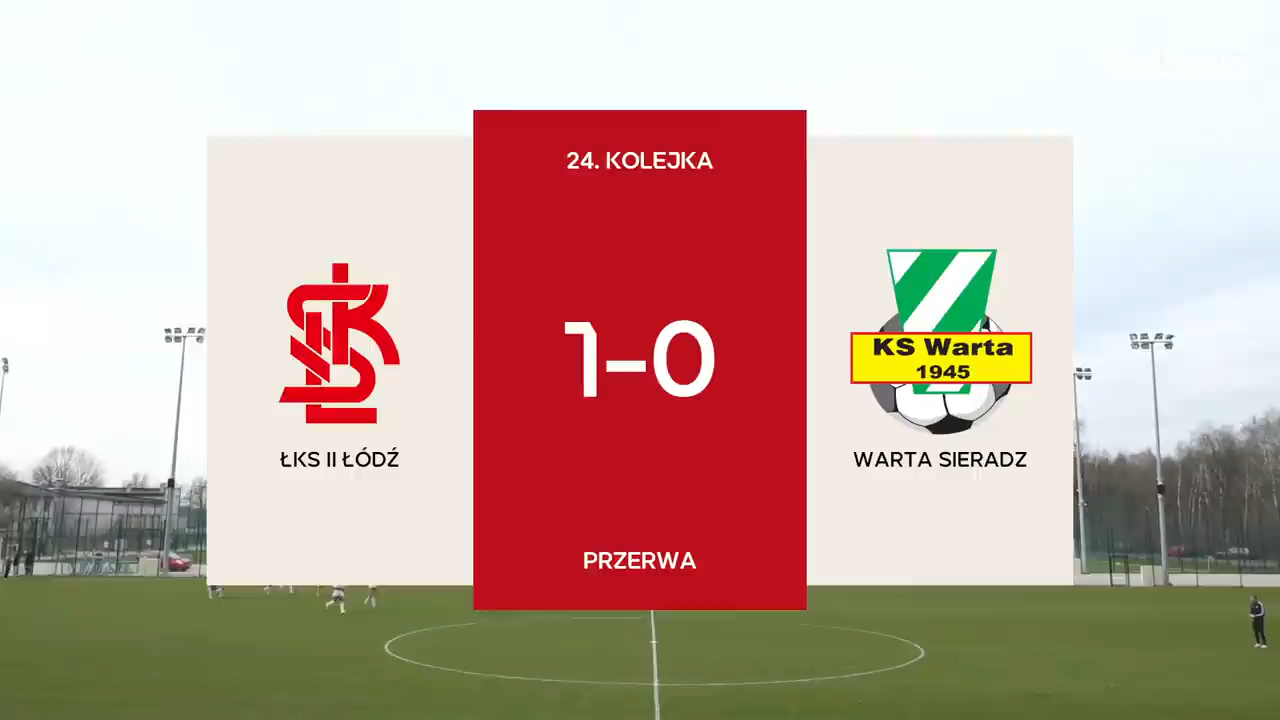 24. KOLEJKA
1-0
KS Warta
1945
ŁKS II ŁÓDŹ
WARTA SIERADZ
PRZERWA